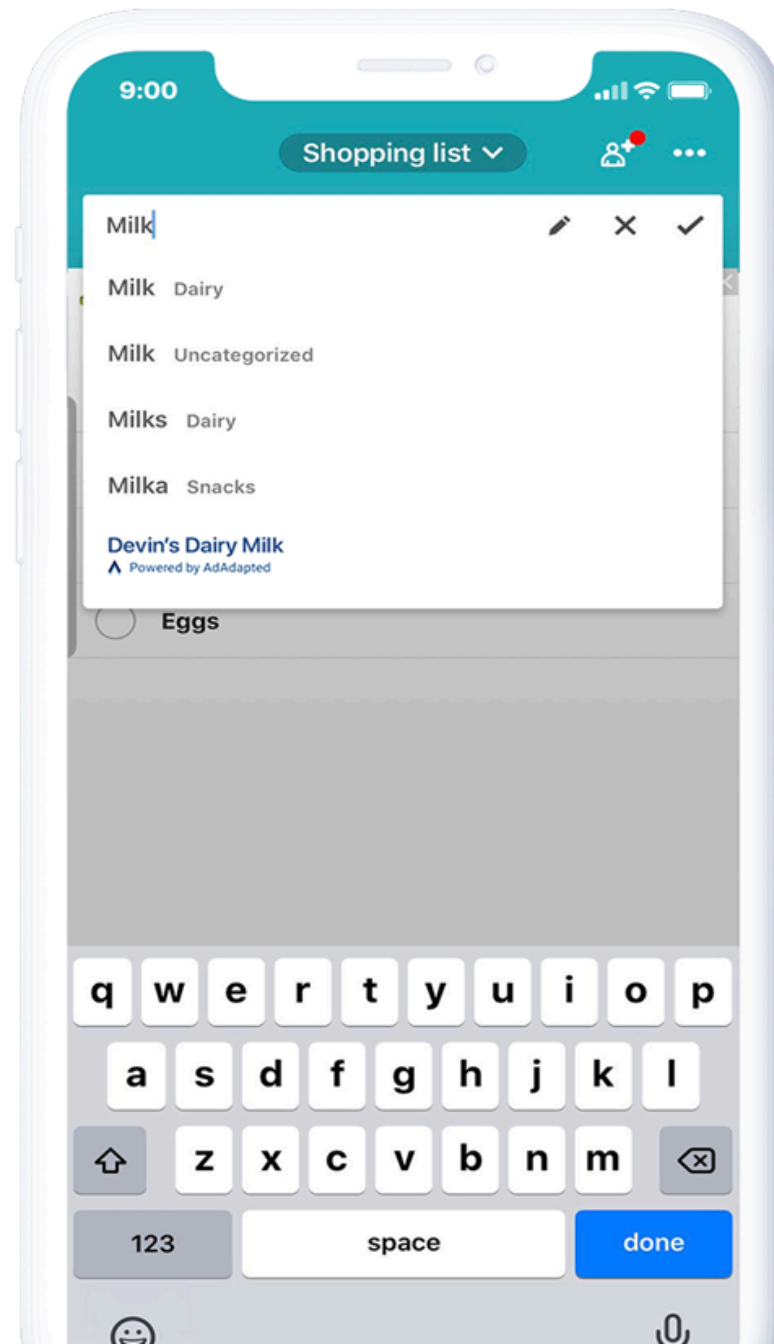 9:00
Shopping list
Milk
Milk Dairy
Milk Uncategorized
Milks Dairy
Milka Snacks
Devin's Dairy Milk
Powered by AdAdapted
Eggs
q w e r t y u i o p
a s d f g h j k l
z x c v b n m
123 space done